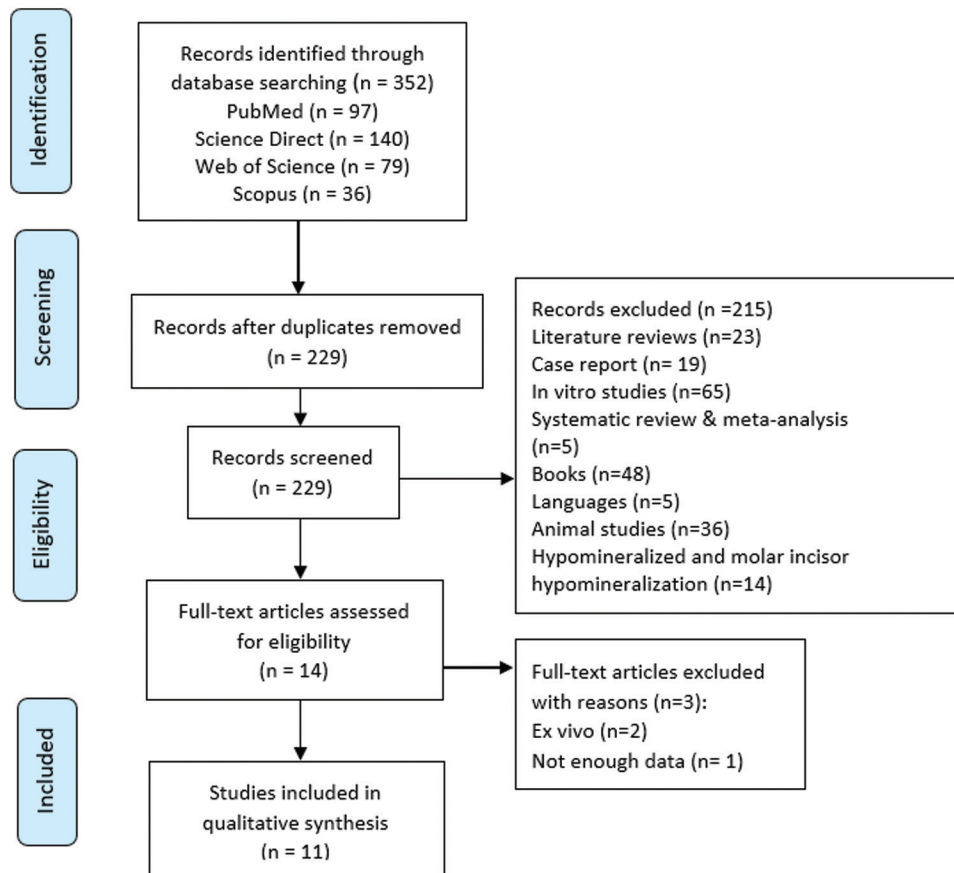 Identification
Records identified through
database searching (n = 352)
PubMed (n = 97)
Science Direct (n = 140)
Web of Science (n = 79)
Scopus (n = 36)
Screening
Records after duplicates removed
(n = 229)
Records excluded (n =215)
Literature reviews (n=23)
Case report (n= 19)
In vitro studies (n=65)
Systematic review & meta-analysis
(n=5)
Books (n=48)
Languages (n=5)
Animal studies (n=36)
Hypomineralized and molar incisor
hypomineralization (n=14)
Eligibility
Records screened
(n = 229)
Full-text articles assessed
for eligibility
(n = 14)
Full-text articles excluded
with reasons (n=3):
Ex vivo (n=2)
Not enough data (n= 1)
Included
Studies included in
qualitative synthesis
(n = 11)